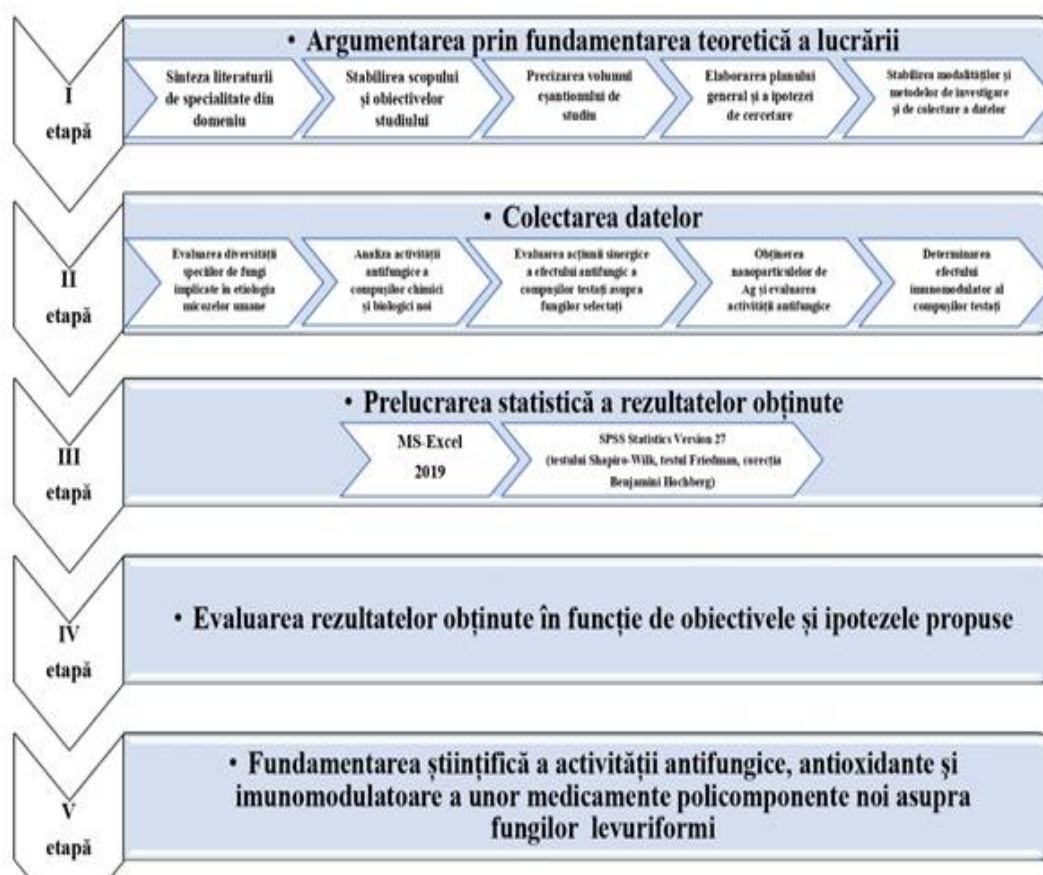 I
etapă
• Argumentarea prin fundamentarea teoretică a lucrării
Sinteza literaturii
de specialitate din
domeniu
Stabilirea scopului
și obiectivelor
studiului
Precizarea volumul
eșantionului de
studiu
Elaborarea planului
general și a ipotezei
de cercetare
Stabilirea modalităților și
metodelor de investigare
și de colectare a datelor
II
etapă
• Colectarea datelor
Evaluarea diversității
speciilor de fungi
implicate în etiologia
micozelor umane
Analiza activității
antifungice a
compușilor chimici
și biologici noi
Evaluarea acțiunii sinergice
a efectului antifungic a
compușilor testați asupra
fungilor selectați
Obținerea
nanoparticulelor de
Ag și evaluarea
activității antifungice
Determinarea
efectului
imunomodulator al
compușilor testați
III
etapă
• Prelucrarea statistică a rezultatelor obținute
MS-Excel
2019
SPSS Statistics Version 27
(testului Shapiro-Wilk, testul Friedman, corecția
Benjamini Hochberg)
IV
etapă
• Evaluarea rezultatelor obținute în funcție de obiectivele și ipotezele propuse
V
etapă
• Fundamentarea științifică a activității antifungice, antioxidante și
imunomodulatoare a unor medicamente policomponente noi asupra
fungilor levuriformi